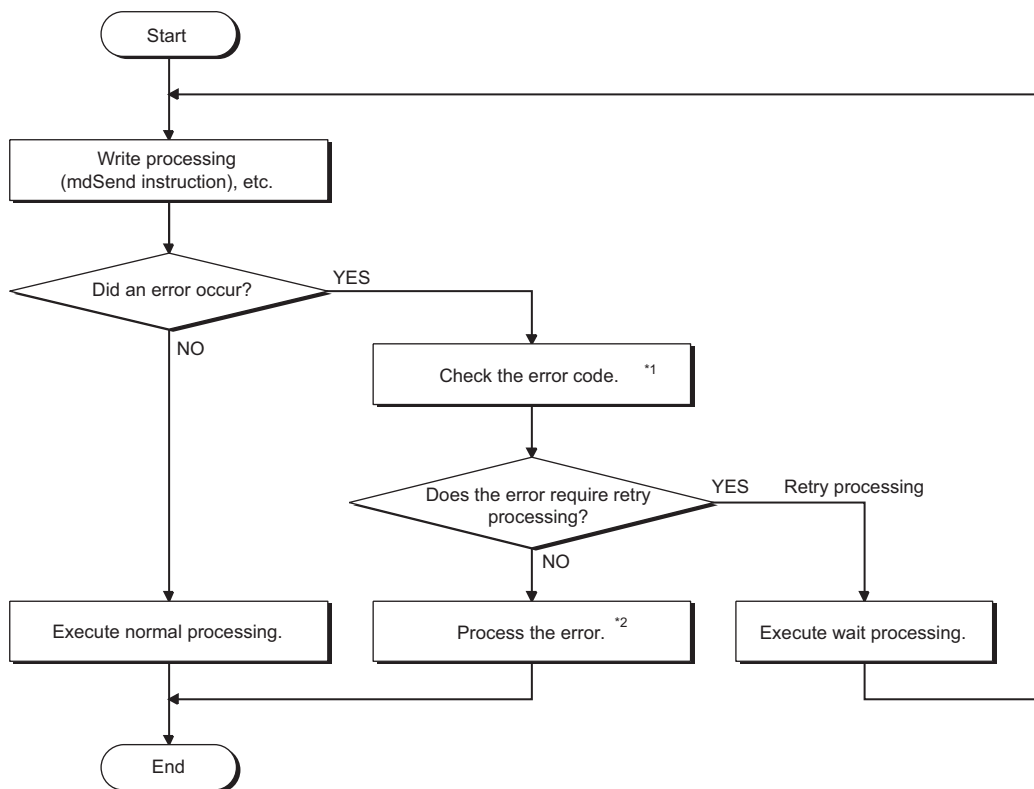 Start
Write processing
(mdSend instruction), etc.
Did an error occur?
YES
NO
Check the error code. *1
Does the error require retry
processing?
YES
Retry processing
NO
Execute normal processing.
Process the error. *2
Execute wait processing.
End